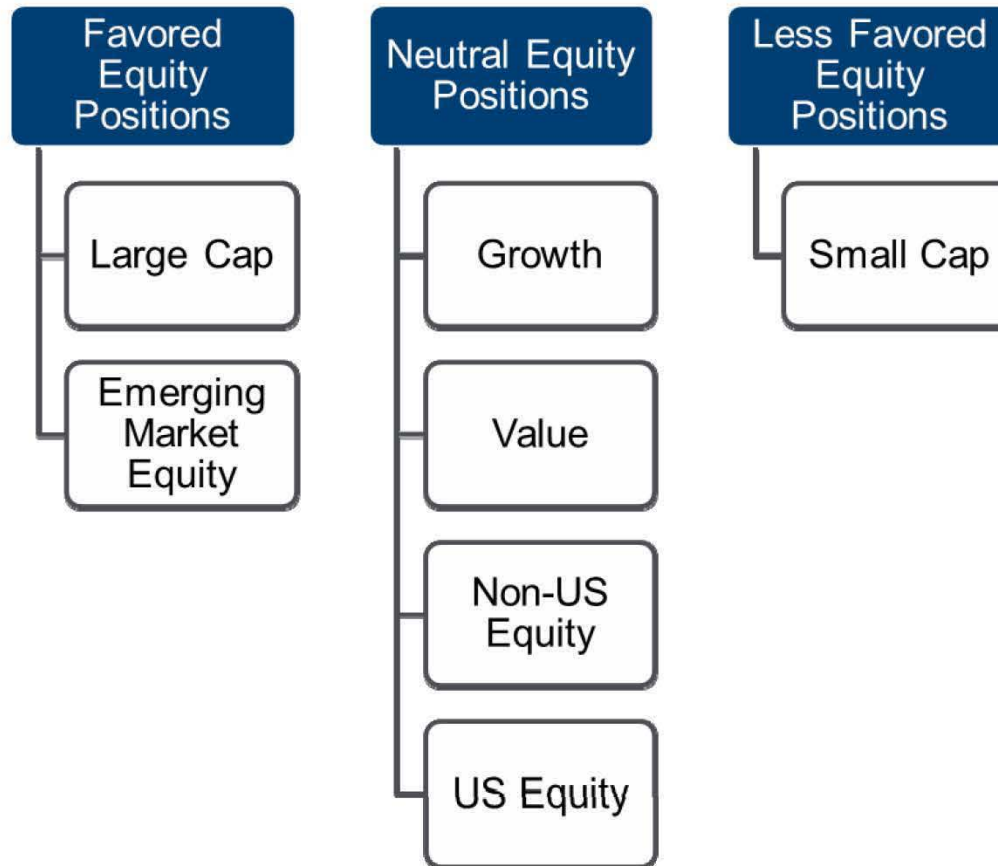 Favored
Equity
Positions
Large Cap
Emerging
Market
Equity
Neutral Equity
Positions
Growth
Value
Non-US
Equity
US Equity
Less Favored
Equity
Positions
Small Cap